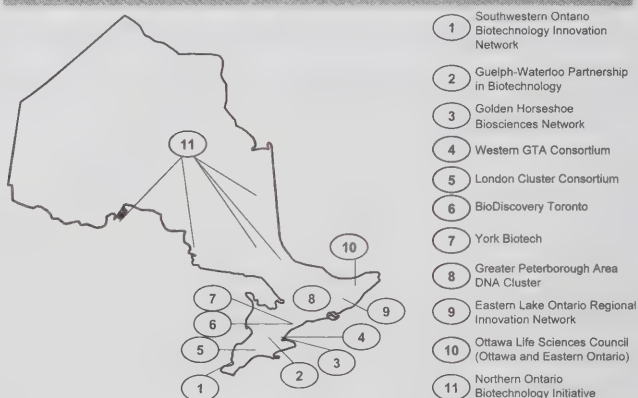 1 Southwestern Ontario
Biotechnology Innovation
Network
2 Guelph-Waterloo Partnership
in Biotechnology
3 Golden Horseshoe
Biosciences Network
4 Western GTA Consortium
5 London Cluster Consortium
6 BioDiscovery Toronto
7 York Biotech
8 Greater Peterborough Area
DNA Cluster
9 Eastern Lake Ontario Regional
Innovation Network
10 Ottawa Life Sciences Council
(Ottawa and Eastern Ontario)
11 Northern Ontario
Biotechnology Initiative
11
10
7
8
9
6
4
5
3
2
1